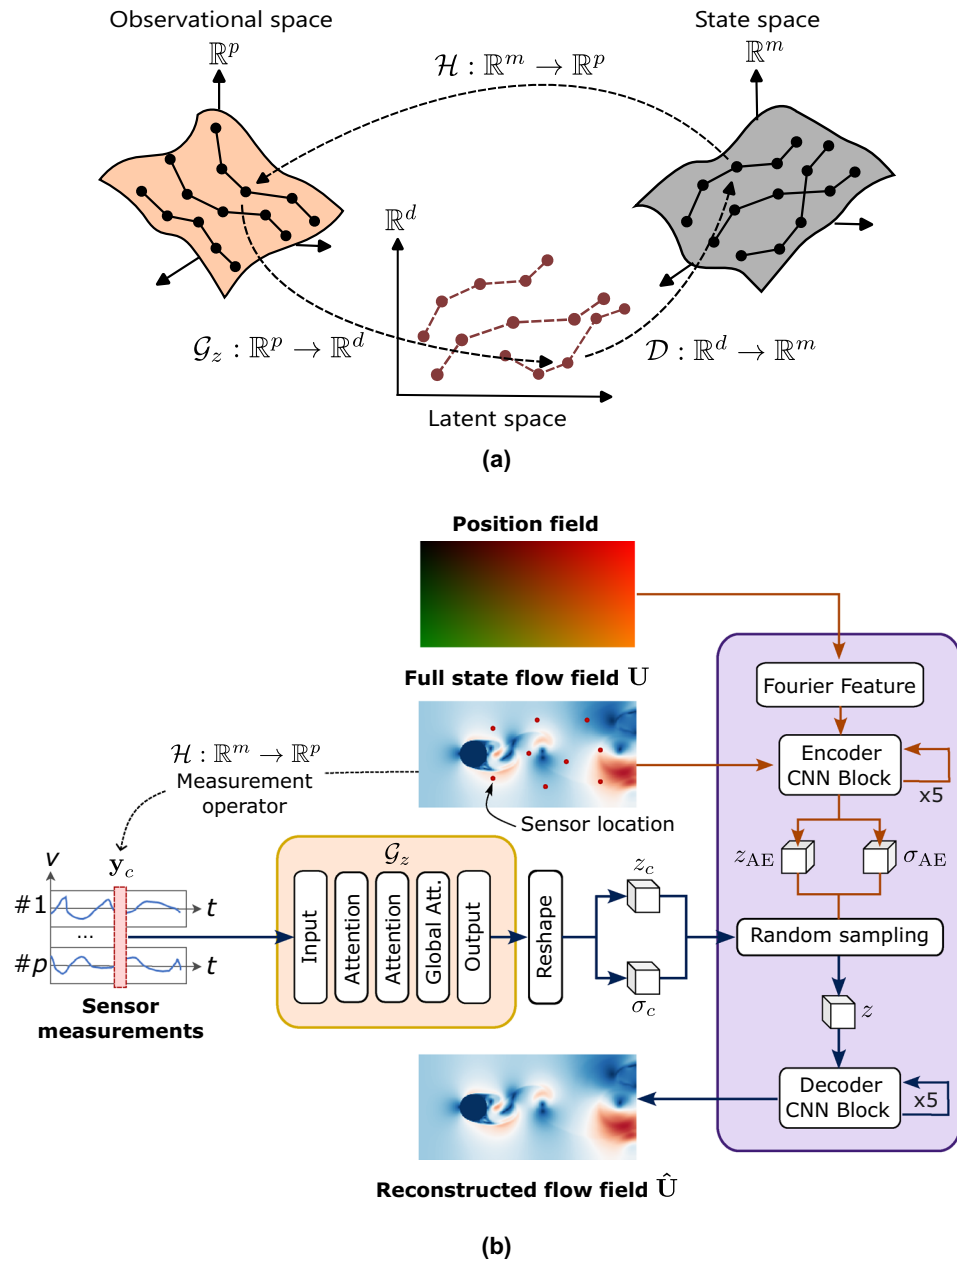 Observational space
State space
ℝ^p
ℝ^m
ℋ : ℝ^m → ℝ^p
ℝ^d
𝒢_z : ℝ^p → ℝ^d
𝒟 : ℝ^d → ℝ^m
Latent space
(a)
Position field
Full state flow field U
Fourier Feature
ℋ : ℝ^m → ℝ^p
Measurement
operator
Encoder
CNN Block
x5
Sensor location
z_AE
σ_AE
v
y_c
#1
t
...
#p
t
Sensor
measurements
𝒢_z
Input
Attention
Attention
Global Att.
Output
Reshape
z_c
σ_c
Random sampling
z
Decoder
CNN Block
x5
Reconstructed flow field Û
(b)